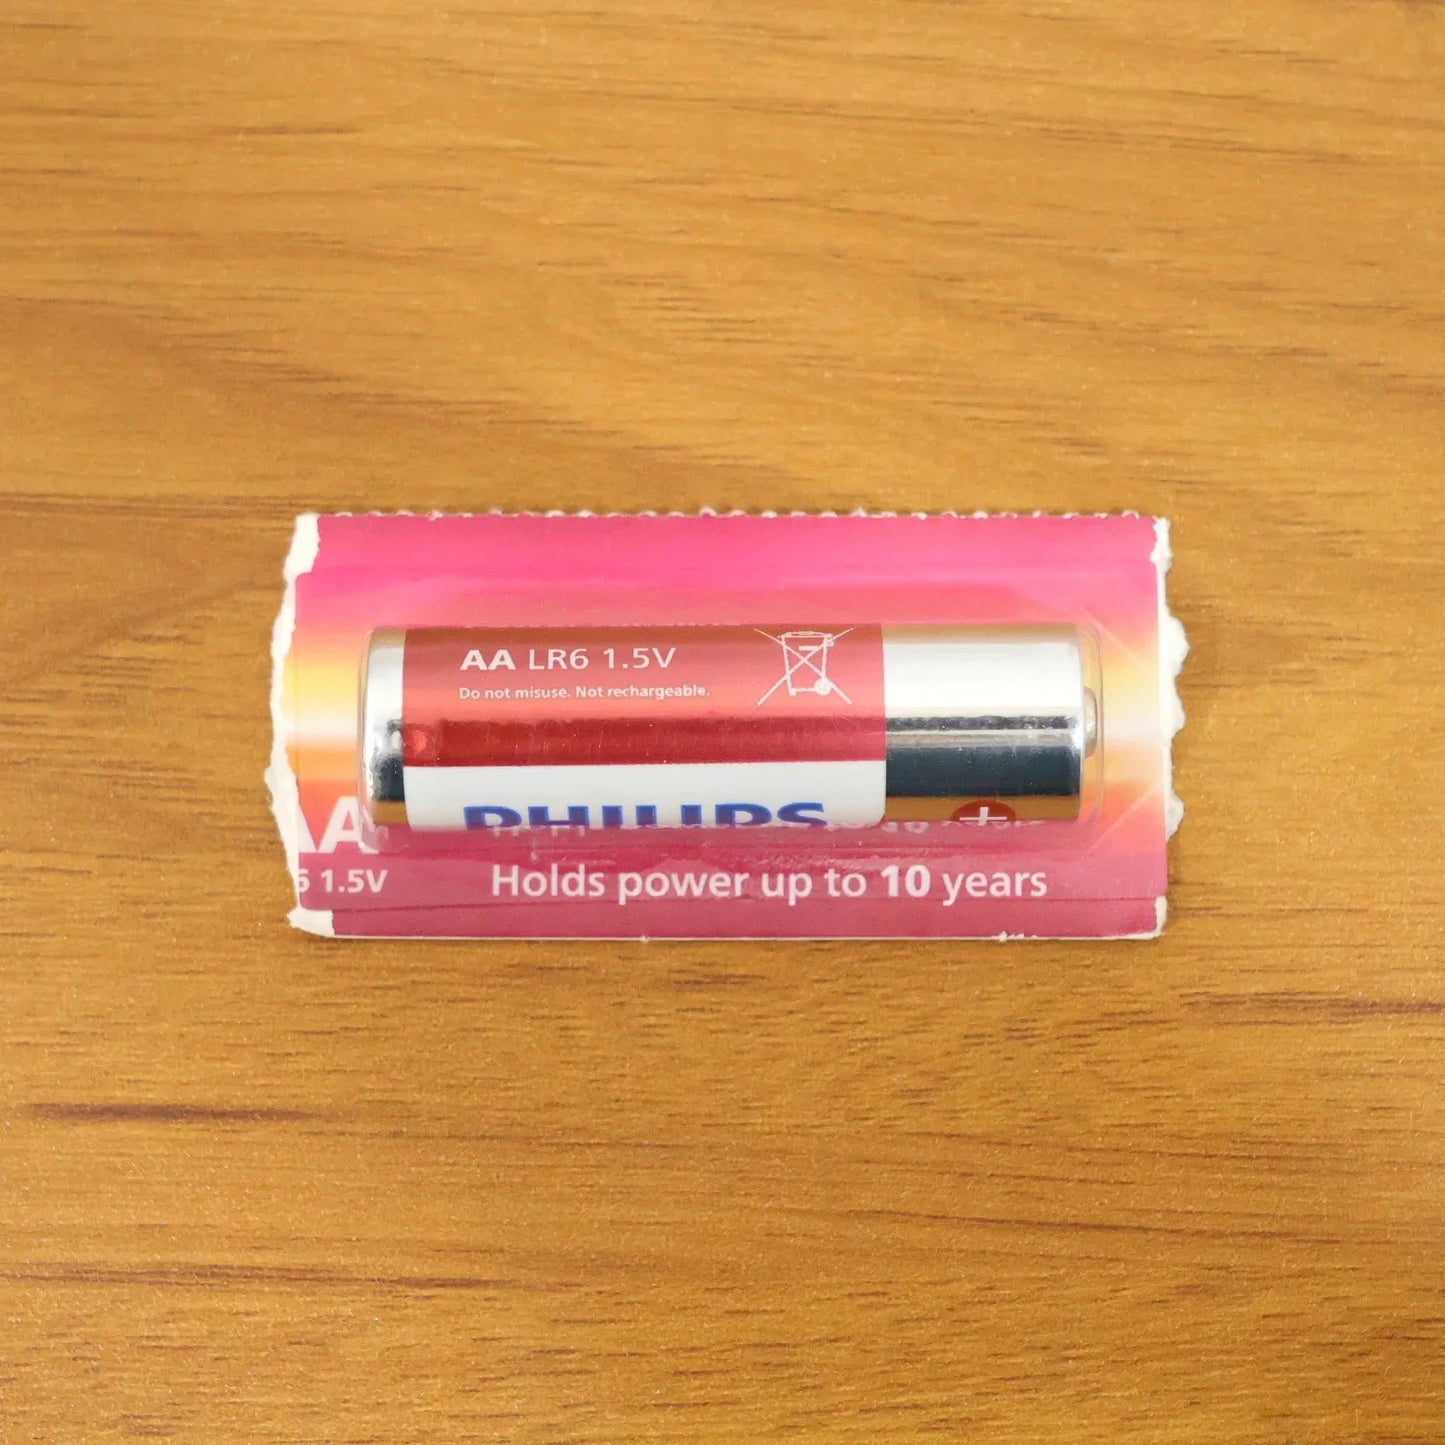 AA LR6 1.5V
Do not misuse. Not rechargeable.
PHILIPS
+
AA
6 1.5V
Holds power up to 10 years